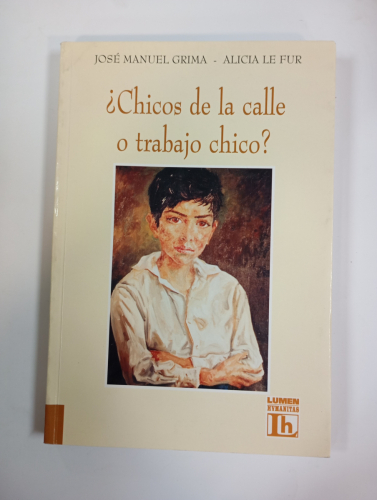 JOSÉ MANUEL GRIMA - ALICIA LE FUR
¿Chicos de la calle
o trabajo chico?
LUMEN
HVMANITAS
Lh.